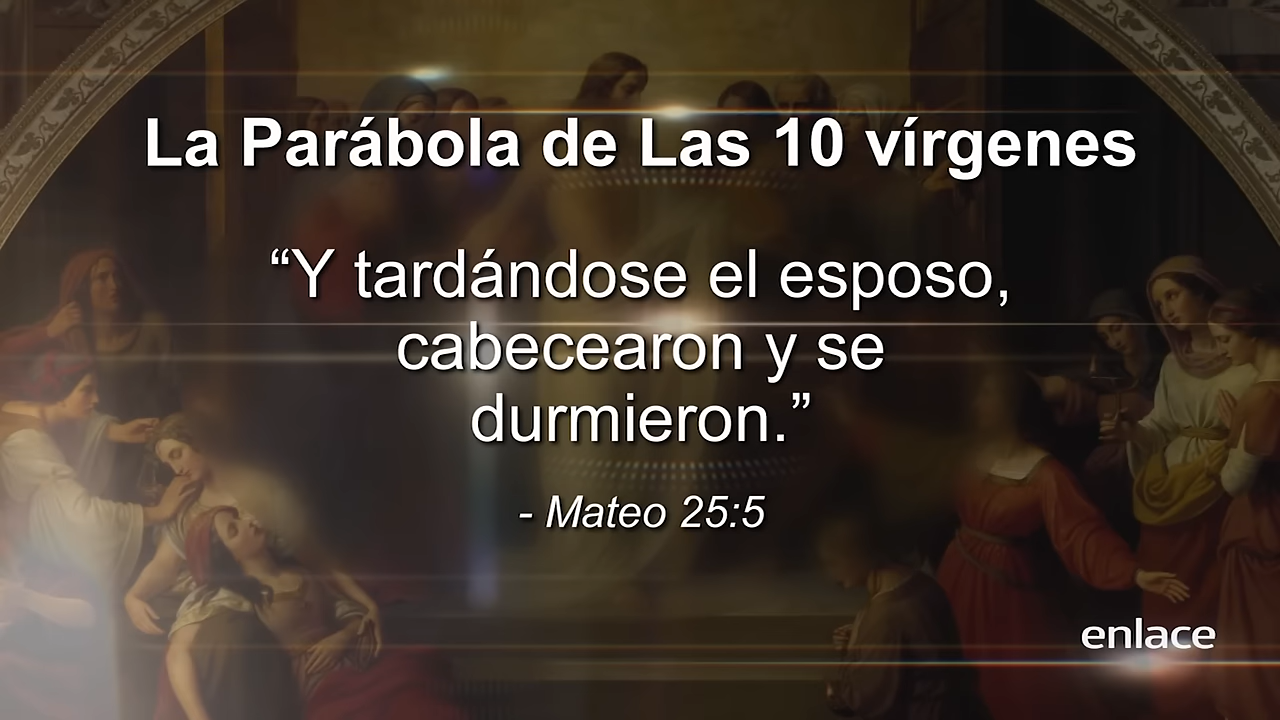 La Parábola de Las 10 vírgenes
“Y tardándose el esposo,
cabecearon y se
durmieron.”
- Mateo 25:5
enlace